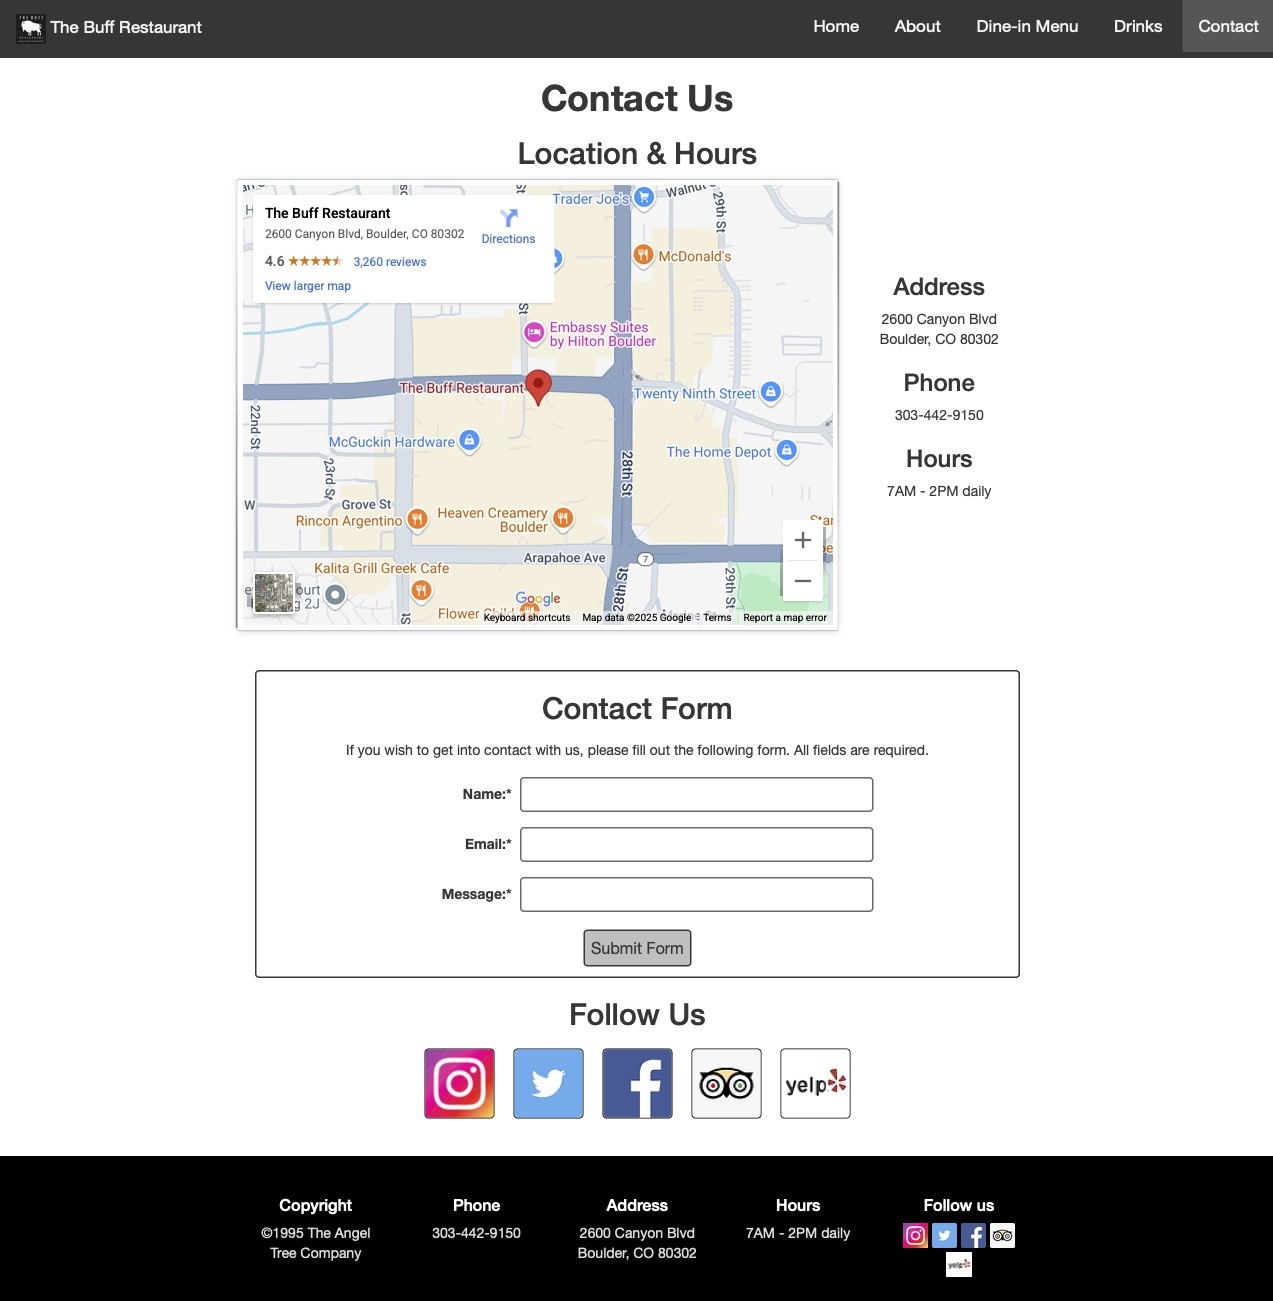 The Buff Restaurant
Home
About
Dine-in Menu
Drinks
Contact
Contact Us
Location & Hours
The Buff Restaurant
2600 Canyon Blvd, Boulder, CO 80302
Directions
4.6
3,260 reviews
View larger map
Trader Joe's
Walnut
29th St
McDonald's
Embassy Suites
by Hilton Boulder
The Buff Restaurant
Twenty Ninth Street
22nd St
McGuckin Hardware
28th St
The Home Depot
23rd St
Grove St
Rincon Argentino
Heaven Creamery
Boulder
Arapahoe Ave
7
Kalita Grill Greek Cafe
28th St
29th St
Flower Child
Google
Keyboard shortcuts
Map data ©2025 Google
Terms
Report a map error
Address
2600 Canyon Blvd
Boulder, CO 80302
Phone
303-442-9150
Hours
7AM - 2PM daily
Contact Form
If you wish to get into contact with us, please fill out the following form. All fields are required.
Name:*
Email:*
Message:*
Submit Form
Follow Us
yelp
Copyright
©1995 The Angel
Tree Company
Phone
303-442-9150
Address
2600 Canyon Blvd
Boulder, CO 80302
Hours
7AM - 2PM daily
Follow us
yelp